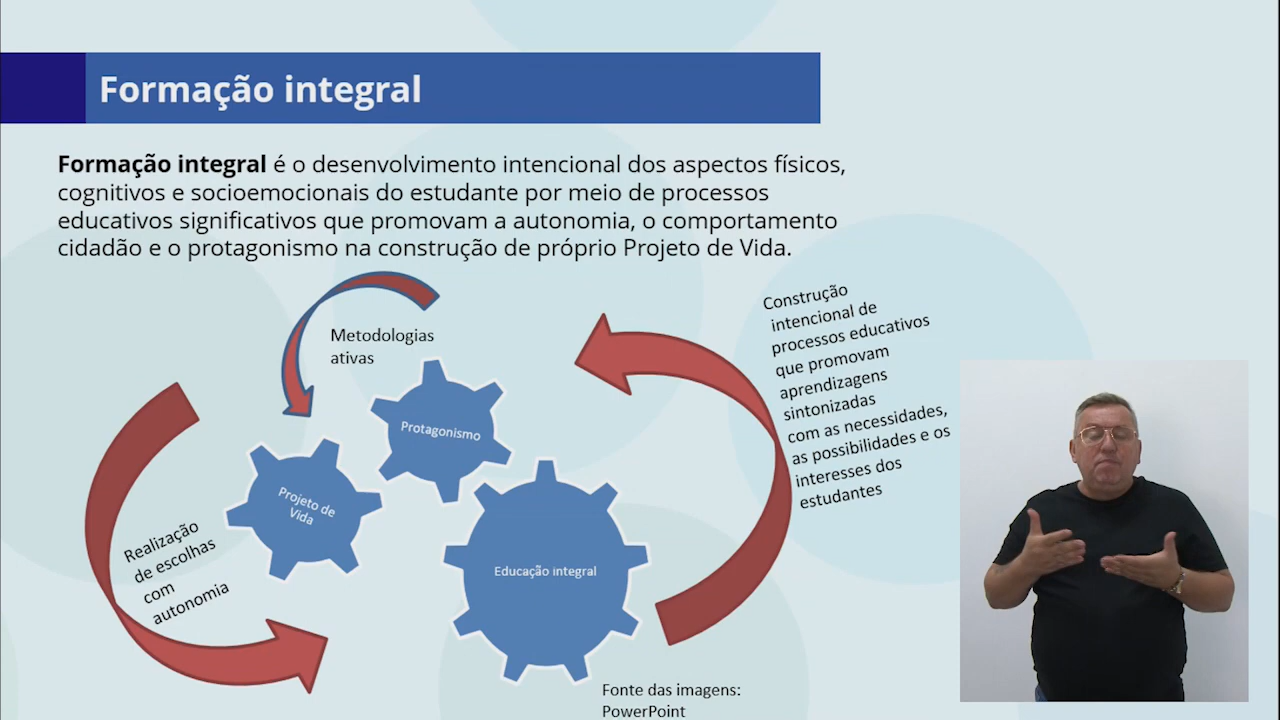 Formação integral
Formação integral é o desenvolvimento intencional dos aspectos físicos,
cognitivos e socioemocionais do estudante por meio de processos
educativos significativos que promovam a autonomia, o comportamento
cidadão e o protagonismo na construção de próprio Projeto de Vida.
Metodologias
ativas
Construção
intencional de
processos educativos
que promovam
aprendizagens
sintonizadas
com as necessidades,
as possibilidades e os
interesses dos
estudantes
Protagonismo
Projeto de
Vida
Educação integral
Realização
de escolhas
com
autonomia
Fonte das imagens:
PowerPoint